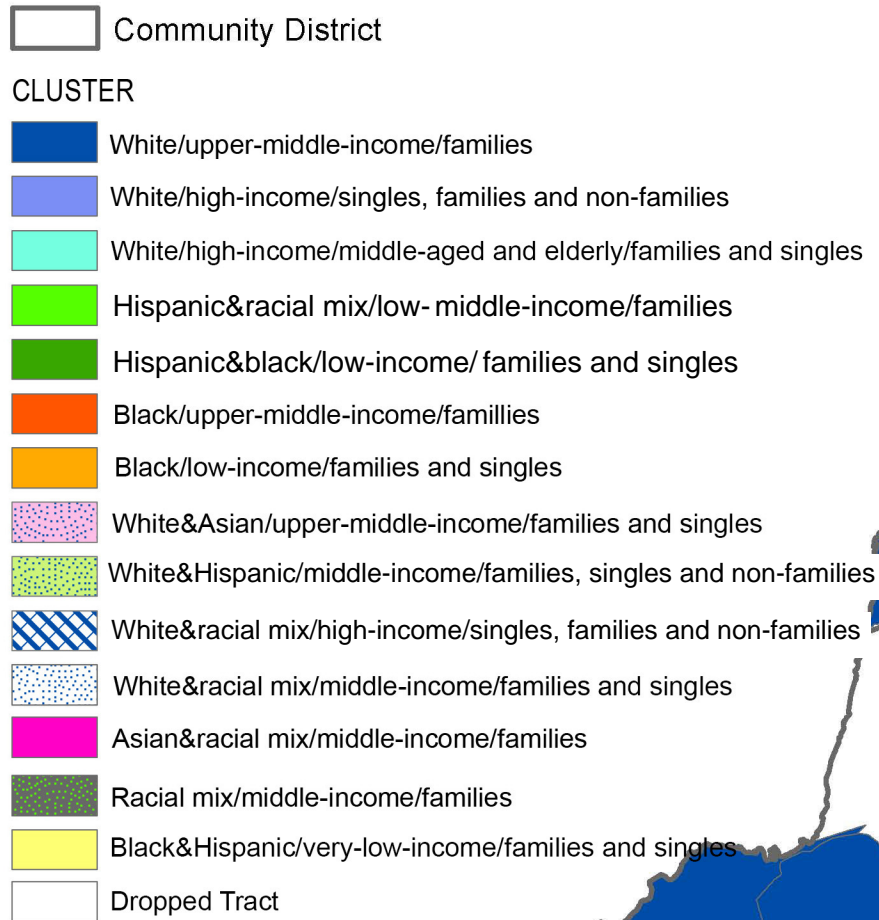 Community District
CLUSTER
White/upper-middle-income/families
White/high-income/singles, families and non-families
White/high-income/middle-aged and elderly/families and singles
Hispanic&racial mix/low- middle-income/families
Hispanic&black/low-income/ families and singles
Black/upper-middle-income/famillies
Black/low-income/families and singles
White&Asian/upper-middle-income/families and singles
White&Hispanic/middle-income/families, singles and non-families
White&racial mix/high-income/singles, families and non-families
White&racial mix/middle-income/families and singles
Asian&racial mix/middle-income/families
Racial mix/middle-income/families
Black&Hispanic/very-low-income/families and singles
Dropped Tract